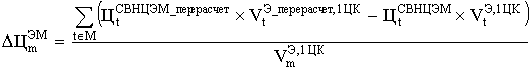 ΔЦ_m^ЭМ = ∑_{t∈M} (Ц_t^СВНЦЭМ_перерасчет × V_t^Э_перерасчет,1ЦК − Ц_t^СВНЦЭМ × V_t^Э,1ЦК) / V_m^Э,1ЦК